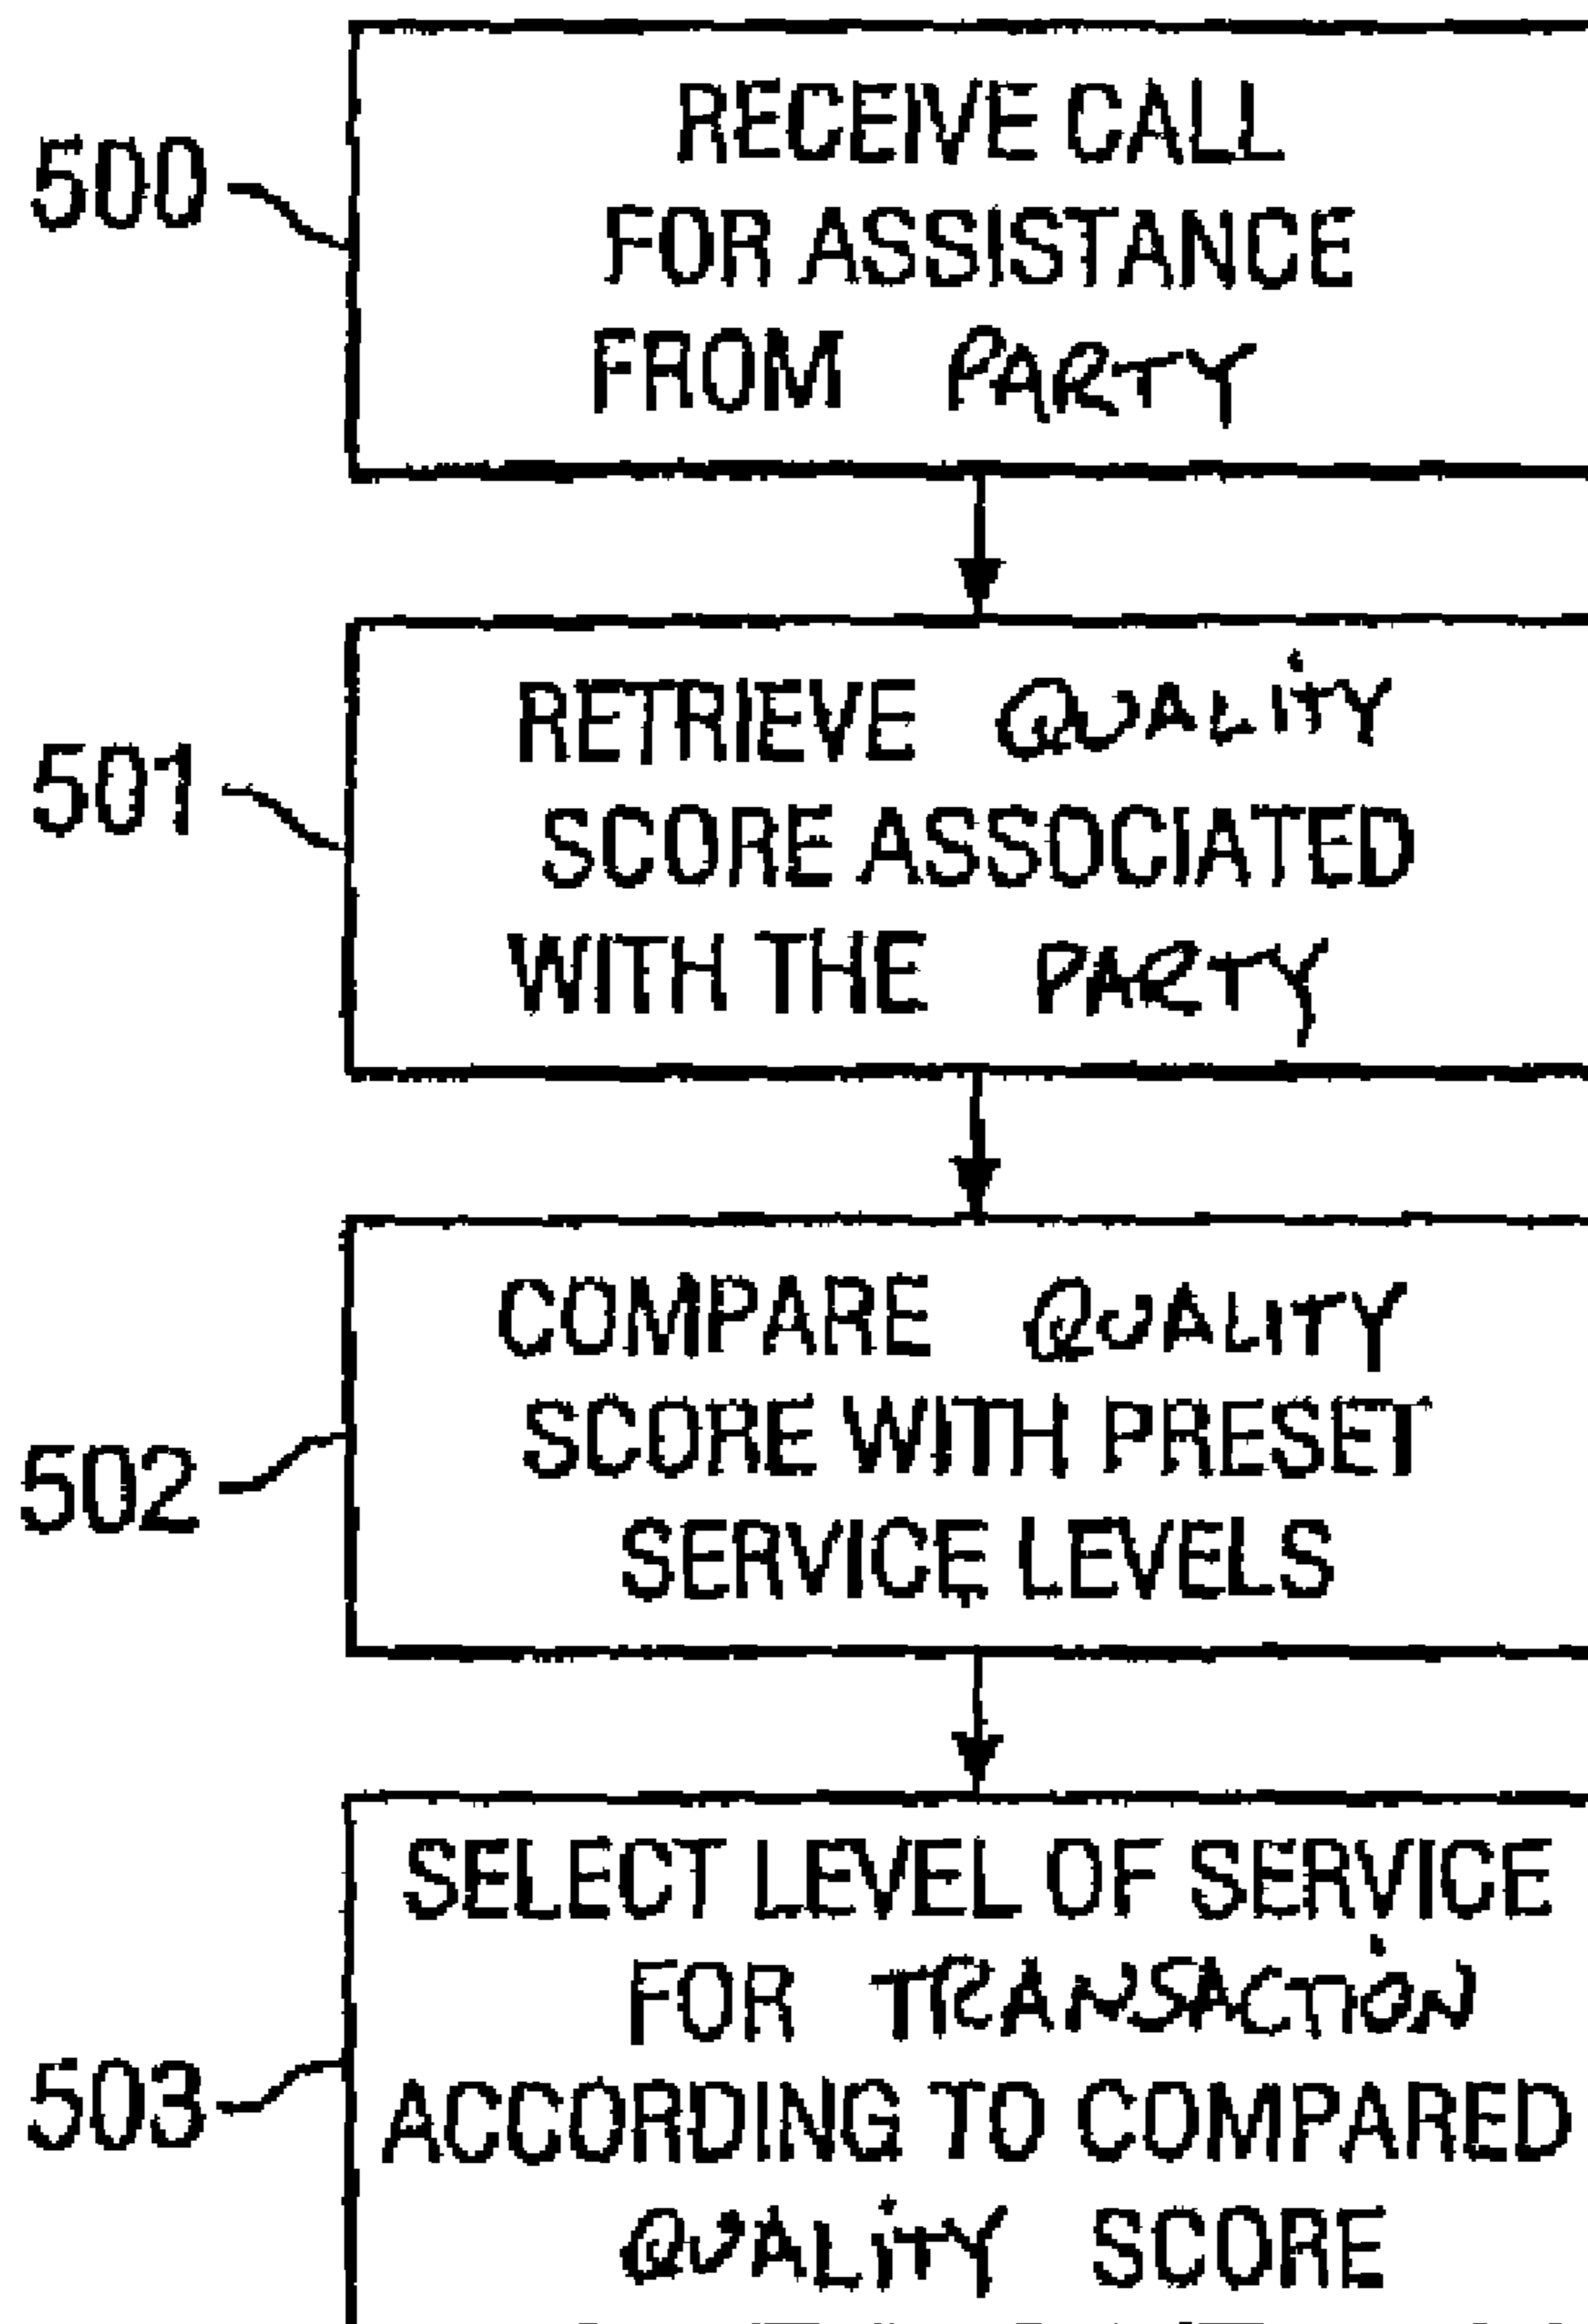 500
RECEIVE CALL
FOR ASSISTANCE
FROM PARTY
501
RETRIEVE QUALITY
SCORE ASSOCIATED
WITH THE PARTY
502
COMPARE QUALITY
SCORE WITH PRESET
SERVICE LEVELS
503
SELECT LEVEL OF SERVICE
FOR TRANSACTION
ACCORDING TO COMPARED
QUALITY SCORE